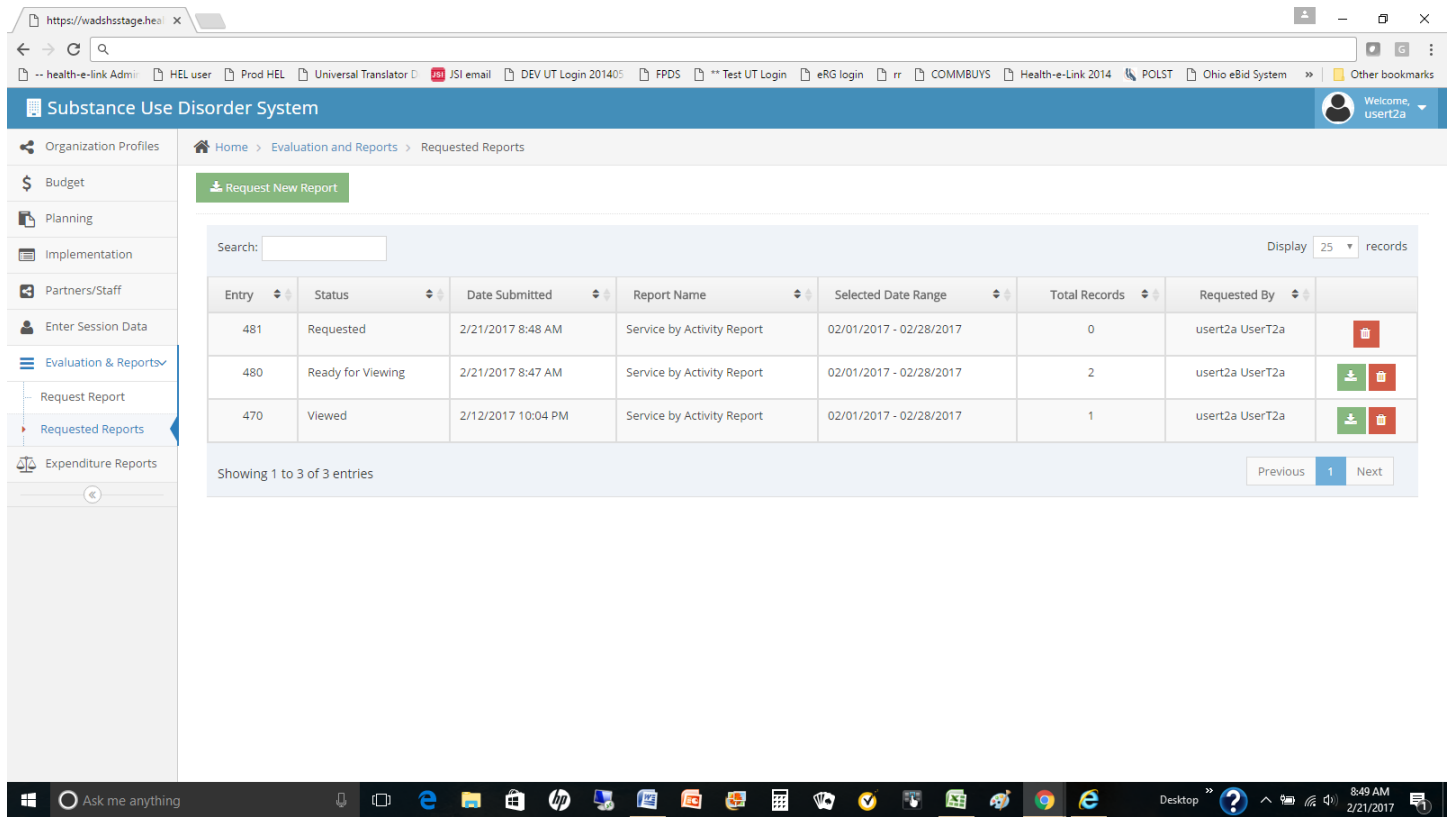 https://wadshsstage.heal
-- health-e-link Admin HEL user Prod HEL Universal Translator D JSI JSI email DEV UT Login 201405 FPDS ** Test UT Login eRG login rr COMMBUYS Health-e-Link 2014 POLST Ohio eBid System » Other bookmarks
Substance Use Disorder System
Welcome,
usert2a
Organization Profiles
Home > Evaluation and Reports > Requested Reports
Budget
Request New Report
Planning
Implementation
Search: Display 25 records
Partners/Staff
Entry Status Date Submitted Report Name Selected Date Range Total Records Requested By
Enter Session Data
481 Requested 2/21/2017 8:48 AM Service by Activity Report 02/01/2017 - 02/28/2017 0 usert2a UserT2a
Evaluation & Reports
480 Ready for Viewing 2/21/2017 8:47 AM Service by Activity Report 02/01/2017 - 02/28/2017 2 usert2a UserT2a
Request Report
470 Viewed 2/12/2017 10:04 PM Service by Activity Report 02/01/2017 - 02/28/2017 1 usert2a UserT2a
Requested Reports
Expenditure Reports
Showing 1 to 3 of 3 entries Previous 1 Next
Ask me anything
Desktop »
8:49 AM
2/21/2017